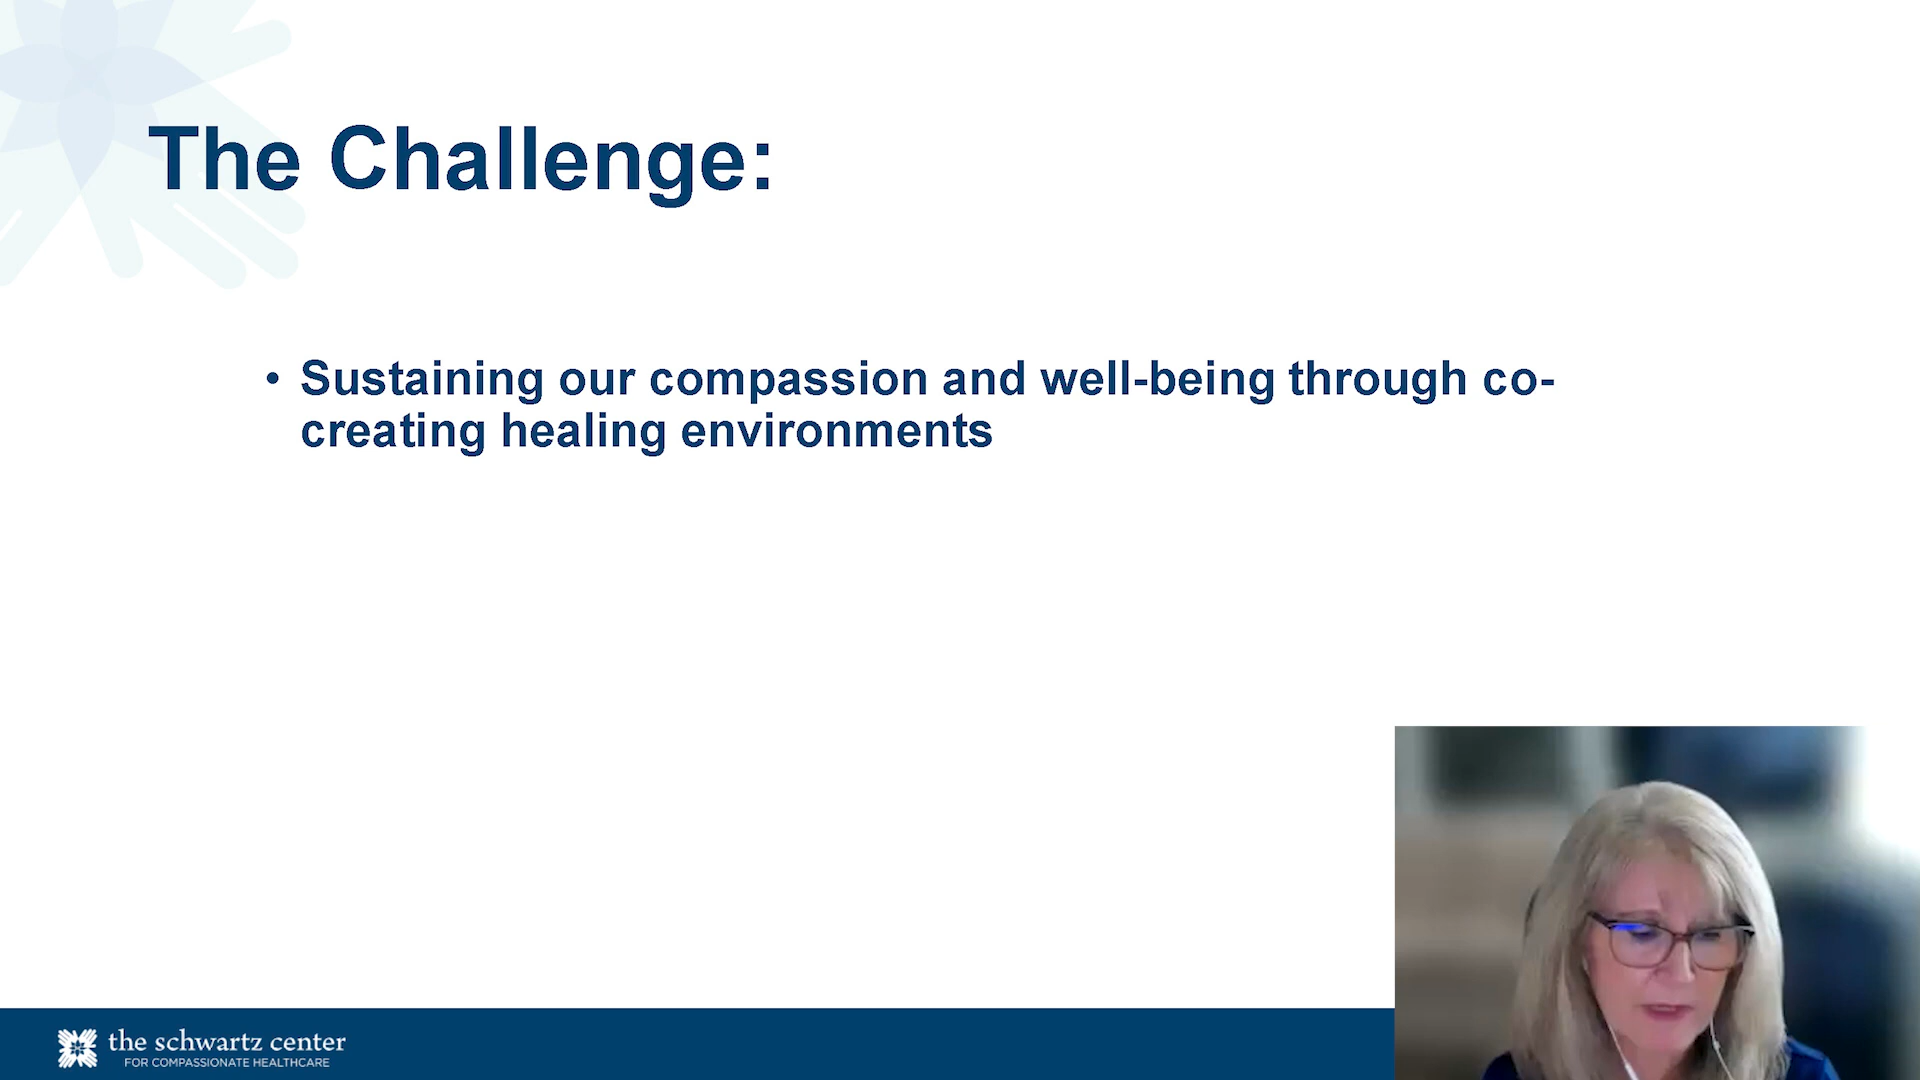 The Challenge:
• Sustaining our compassion and well-being through co-
creating healing environments
the schwartz center
FOR COMPASSIONATE HEALTHCARE